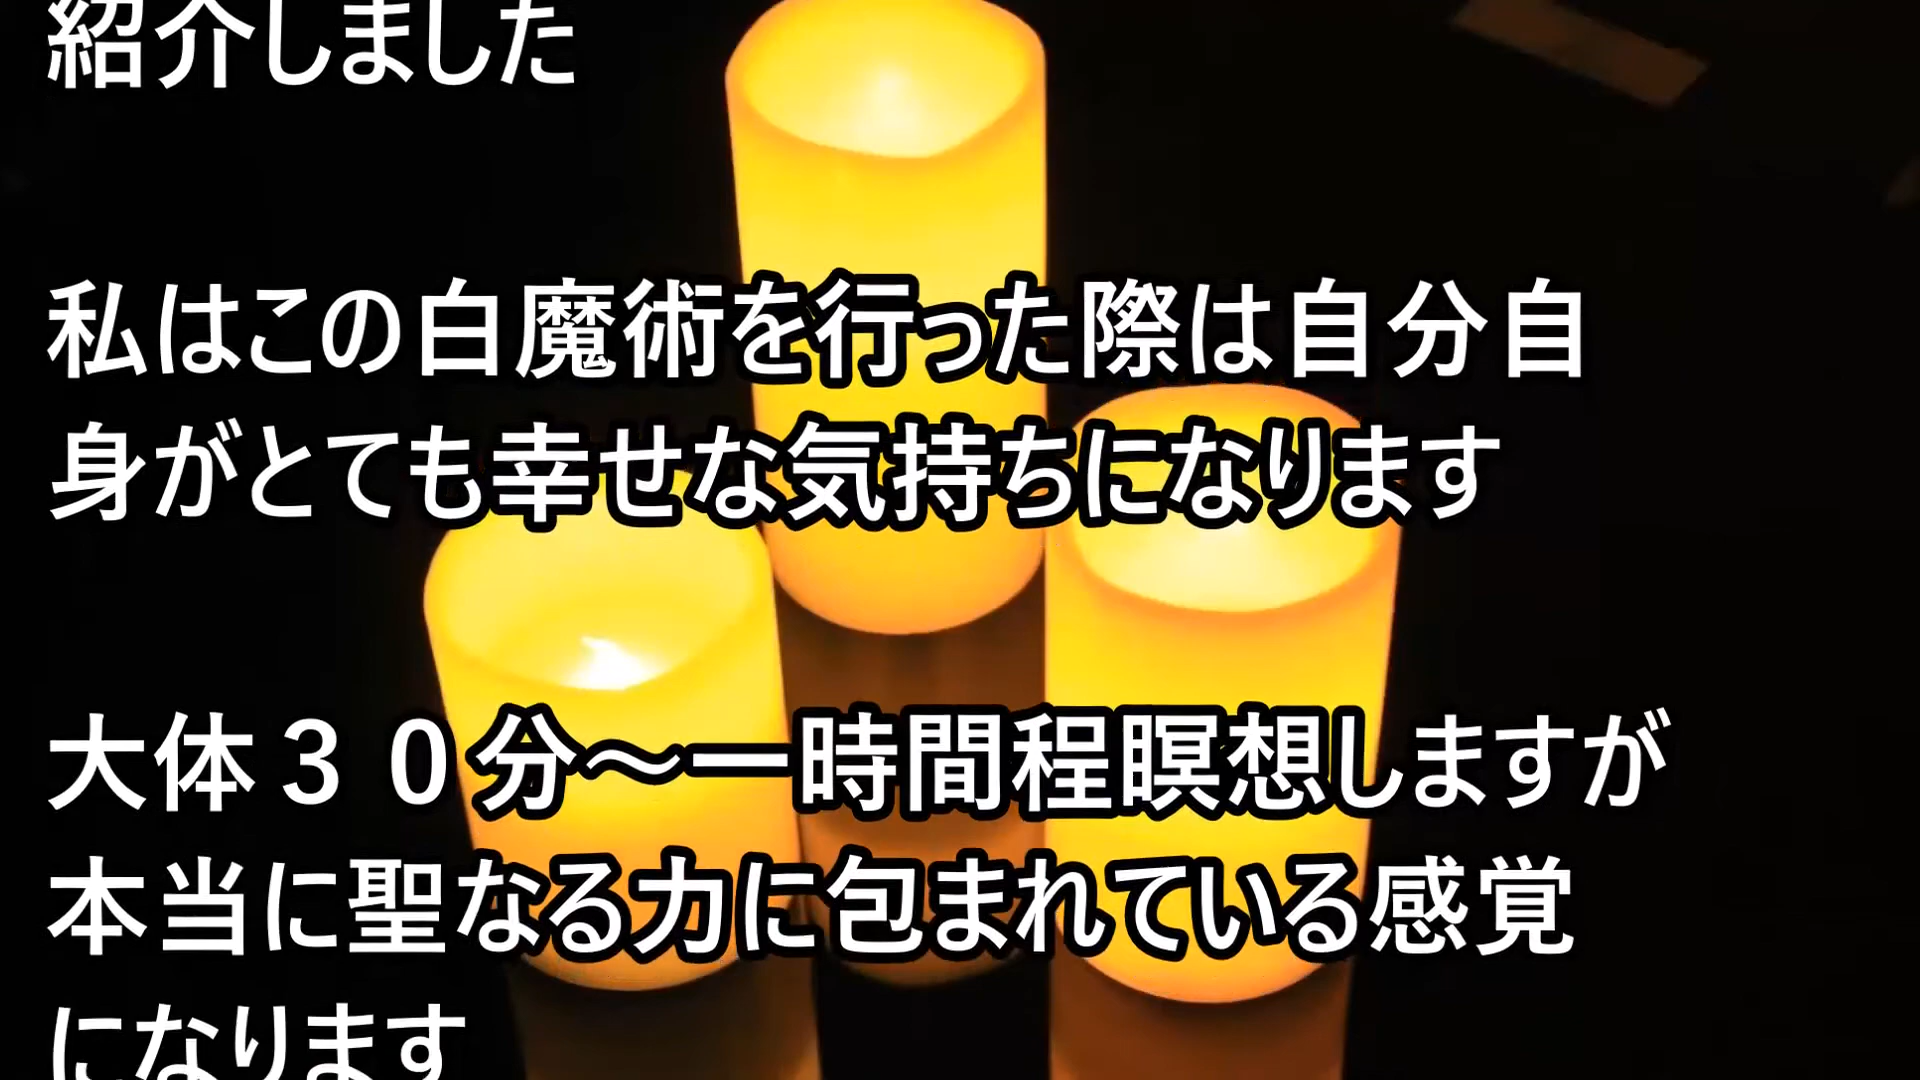 紹介しました
私はこの白魔術を行った際は自分自
身がとても幸せな気持ちになります
大体３０分～一時間程瞑想しますが
本当に聖なる力に包まれている感覚
になります